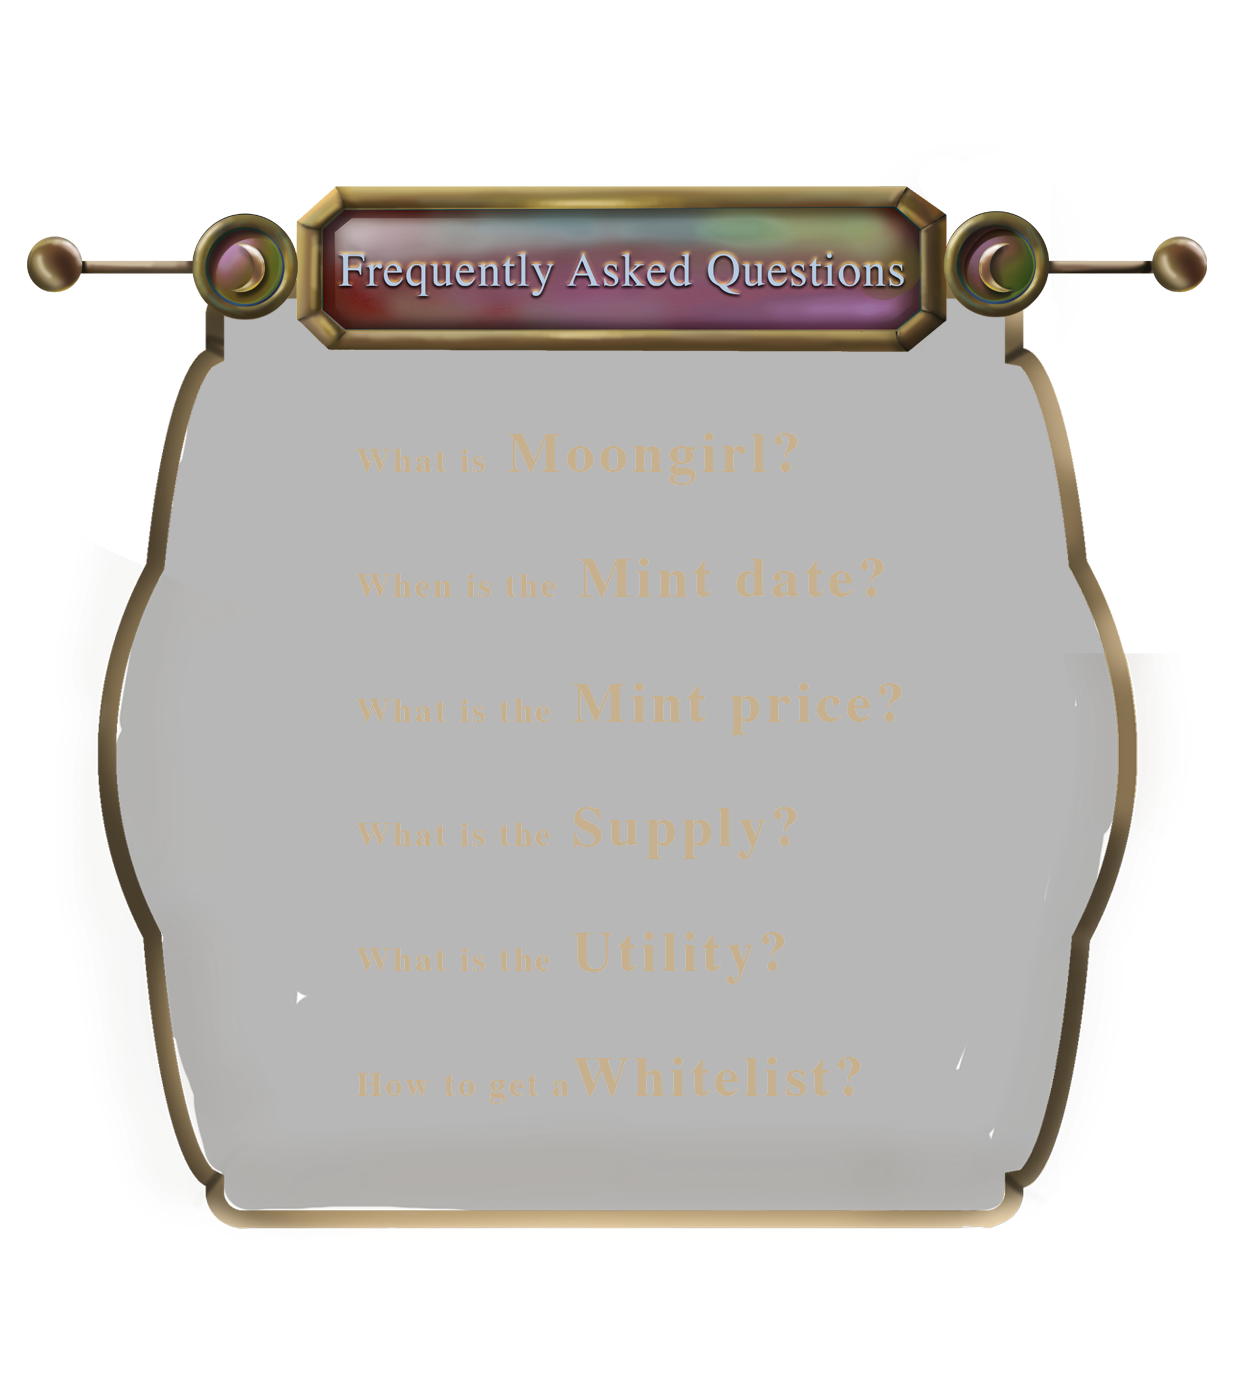 Frequently Asked Questions
What is Moongirl?
When is the Mint date?
What is the Mint price?
What is the Supply?
What is the Utility?
How to get a Whitelist?